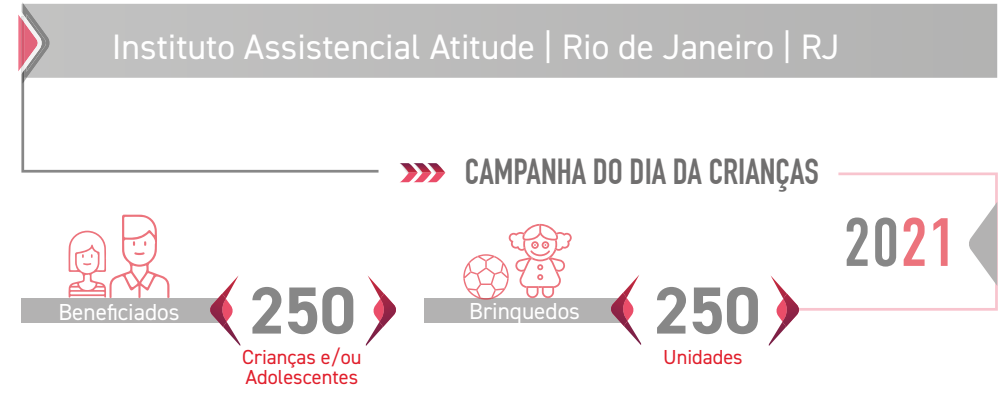 Instituto Assistencial Atitude | Rio de Janeiro | RJ
CAMPANHA DO DIA DA CRIANÇAS
2021
Beneficiados
250
Crianças e/ou
Adolescentes
Brinquedos
250
Unidades